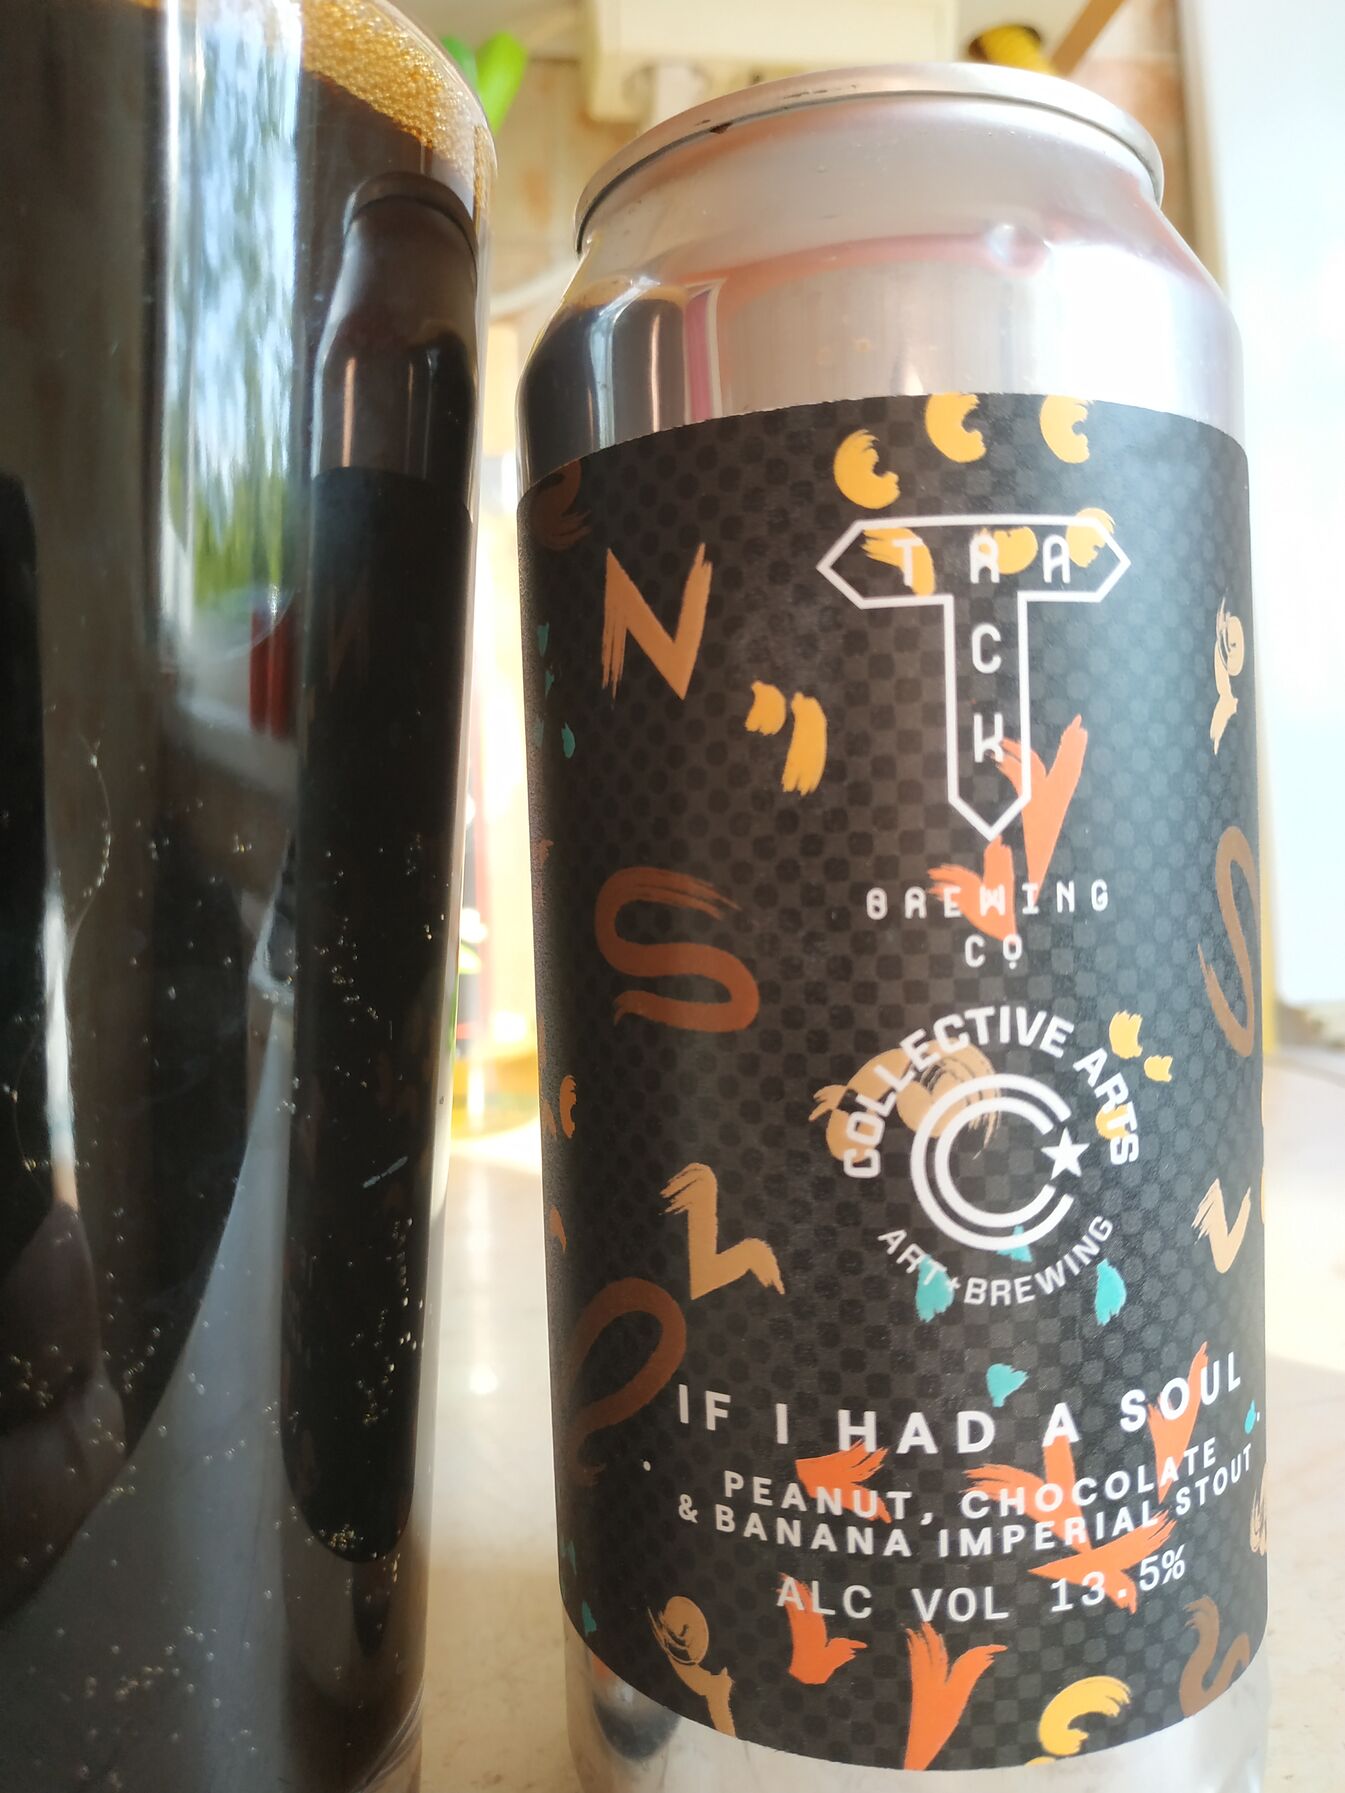 TRACK
BREWING
CO
COLLECTIVE ARTS
ART★BREWING
IF I HAD A SOUL
PEANUT, CHOCOLATE
& BANANA IMPERIAL STOUT
ALC VOL 13.5%